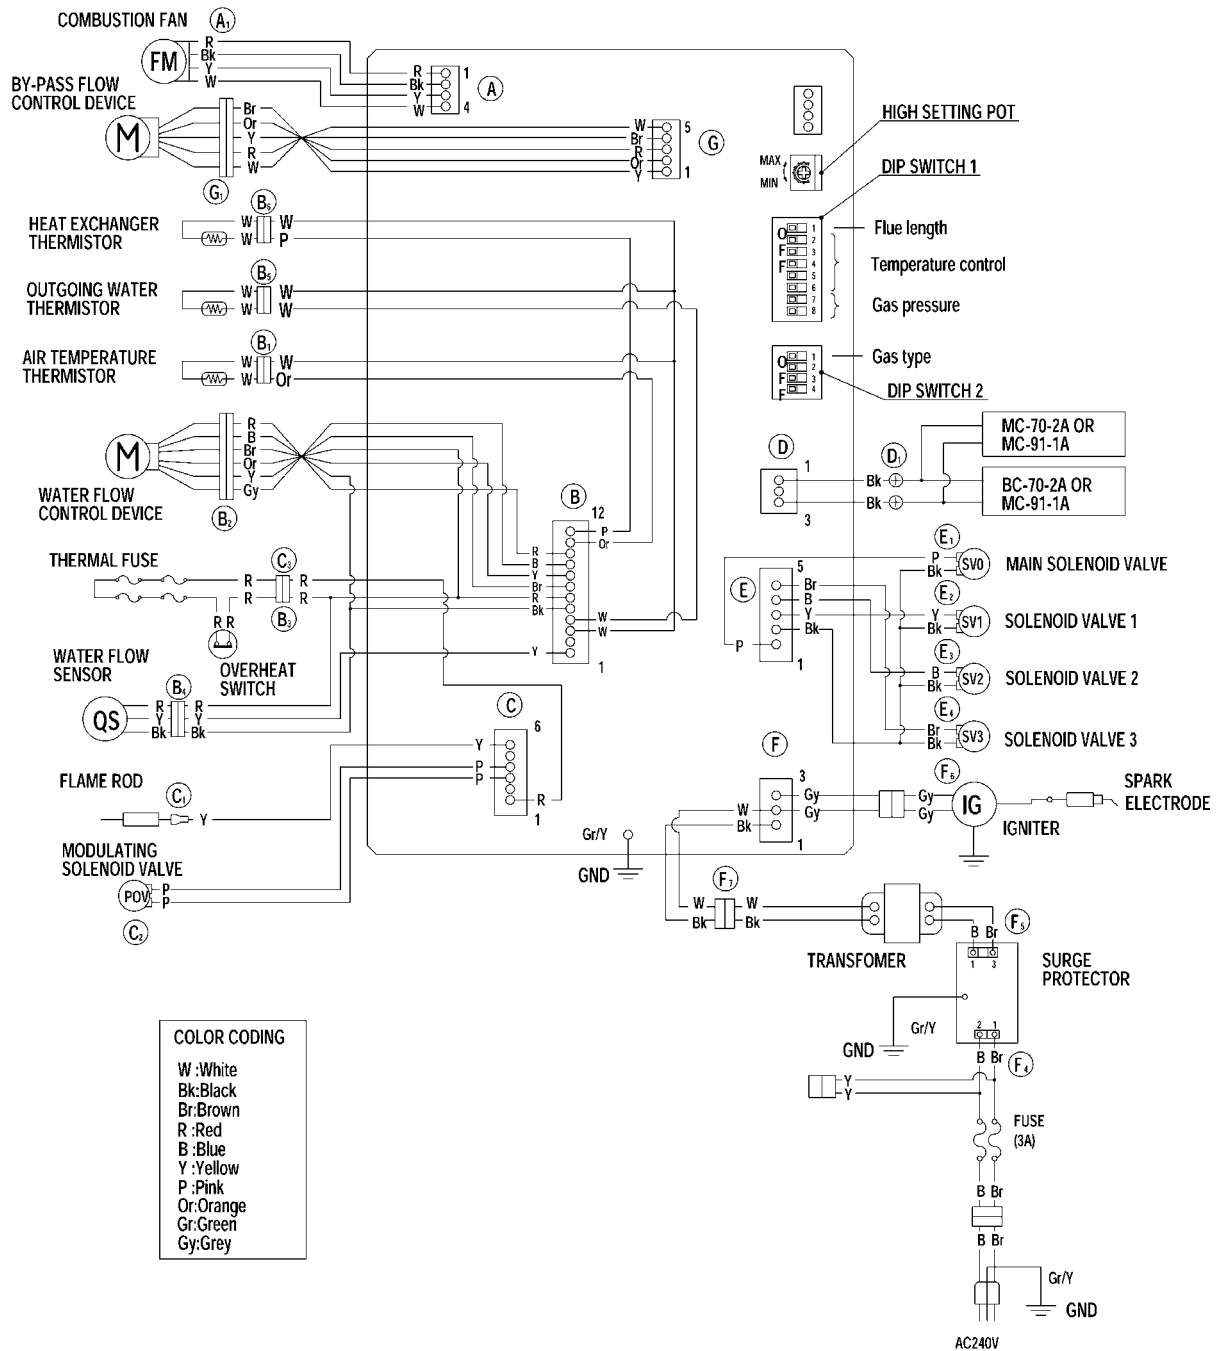 COMBUSTION FAN A1
FM
R
Bk
Y
W
R 1
Bk
Y
W 4
A
BY-PASS FLOW
CONTROL DEVICE
M
Br
Or
Y
R
W
G1
W 5
Br
R
Or
Y 1
G
HIGH SETTING POT
MAX
MIN
DIP SWITCH 1
O
F
F
1
2
3
4
5
6
7
8
Flue length
Temperature control
Gas pressure
HEAT EXCHANGER
THERMISTOR
B6
W W
W P
OUTGOING WATER
THERMISTOR
B5
W W
W W
AIR TEMPERATURE
THERMISTOR
B1
W W
W Or
O
F
F
1
2
3
4
Gas type
DIP SWITCH 2
M
R
B
Br
Or
Y
Gy
WATER FLOW
CONTROL DEVICE
B2
D
1
3
Bk
Bk
D1
MC-70-2A OR
MC-91-1A
BC-70-2A OR
MC-91-1A
B
12
P
Or
R
B
Y
Br
R
Bk
W
W
Y
1
THERMAL FUSE
C3
R R
R R
B3
R R
OVERHEAT
SWITCH
E
5
Br
B
Y
Bk
P
1
E1
P
Bk
SV0
MAIN SOLENOID VALVE
E2
Y
Bk
SV1
SOLENOID VALVE 1
E3
B
Bk
SV2
SOLENOID VALVE 2
E4
Br
Bk
SV3
SOLENOID VALVE 3
WATER FLOW
SENSOR
B4
QS
R R
Y Y
Bk Bk
C
6
Y
P
P
R
1
FLAME ROD
C1
Y
MODULATING
SOLENOID VALVE
POV
P
P
C2
Gr/Y
GND
F
3
W
Bk
1
Gy
Gy
F6
Gy
Gy
IG
IGNITER
SPARK
ELECTRODE
F7
W W
Bk Bk
TRANSFOMER
B Br
F5
1 3
SURGE
PROTECTOR
Gr/Y
GND
2 1
B Br
F4
Y
Y
FUSE
(3A)
B Br
B Br
Gr/Y
GND
AC240V
COLOR CODING
W :White
Bk:Black
Br:Brown
R :Red
B :Blue
Y :Yellow
P :Pink
Or:Orange
Gr:Green
Gy:Grey